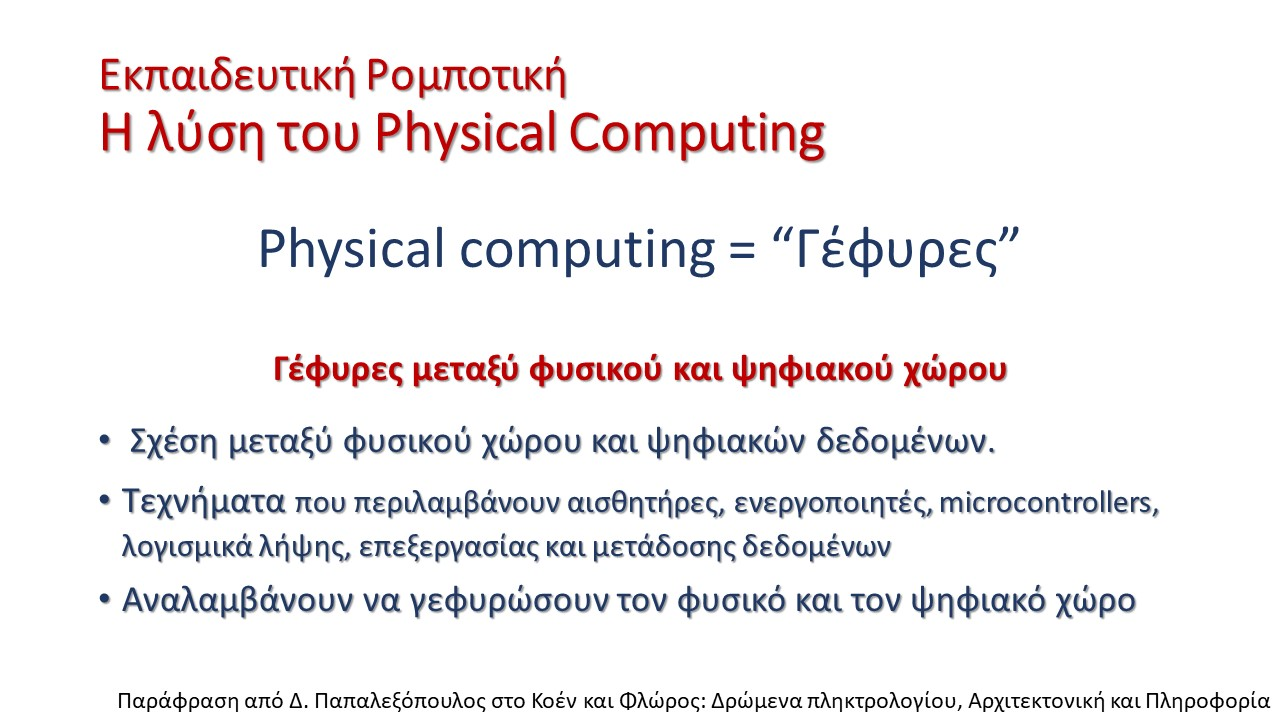 Εκπαιδευτική Ρομποτική
Η λύση του Physical Computing
Physical computing = “Γέφυρες”
Γέφυρες μεταξύ φυσικού και ψηφιακού χώρου
• Σχέση μεταξύ φυσικού χώρου και ψηφιακών δεδομένων.
• Τεχνήματα που περιλαμβάνουν αισθητήρες, ενεργοποιητές, microcontrollers,
λογισμικά λήψης, επεξεργασίας και μετάδοσης δεδομένων
• Αναλαμβάνουν να γεφυρώσουν τον φυσικό και τον ψηφιακό χώρο
Παράφραση από Δ. Παπαλεξόπουλος στο Κοέν και Φλώρος: Δρώμενα πληκτρολογίου, Αρχιτεκτονική και Πληροφορία